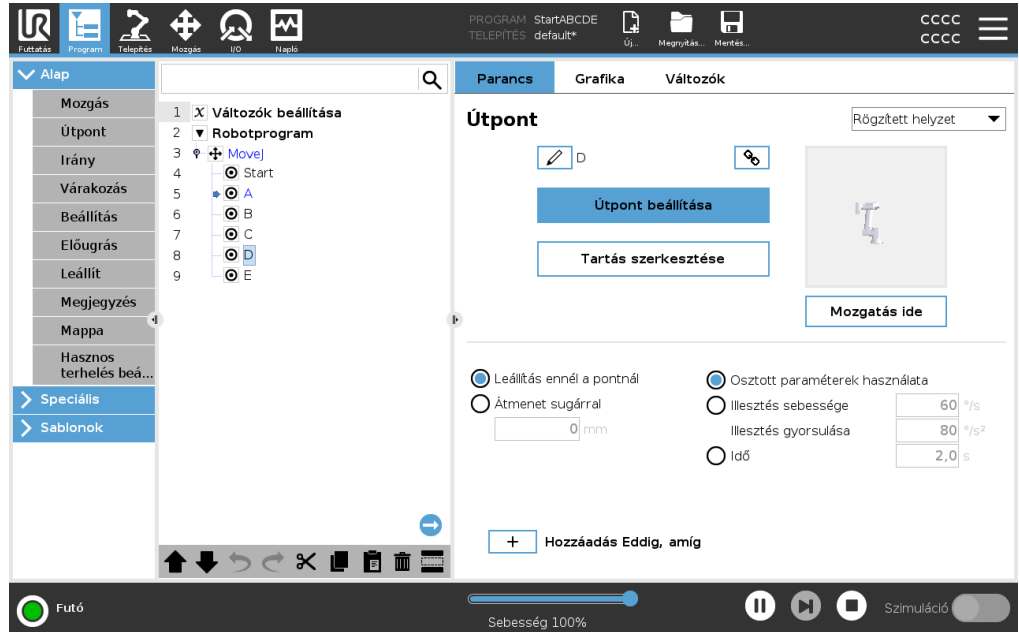 PROGRAM StartABCDE
TELEPÍTÉS default*
CCCC
CCCC
Futtatás Program Telepítés Mozgás I/O Napló Új... Megnyitás... Mentés...
Alap
Mozgás
Útpont
Irány
Várakozás
Beállítás
Előugrás
Leállít
Megjegyzés
Mappa
Hasznos
terhelés beá...
Speciális
Sablonok
1 x Változók beállítása
2 Robotprogram
3 MoveJ
4 Start
5 A
6 B
7 C
8 D
9 E
Parancs Grafika Változók
Útpont
Rögzített helyzet
D
Útpont beállítása
Tartás szerkesztése
Mozgatás ide
Leállítás ennél a pontnál
Átmenet sugárral
0 mm
Osztott paraméterek használata
Illesztés sebessége 60 °/s
Illesztés gyorsulása 80 °/s²
Idő 2,0 s
+ Hozzáadás Eddig, amíg
Futó
Sebesség 100%
Szimuláció